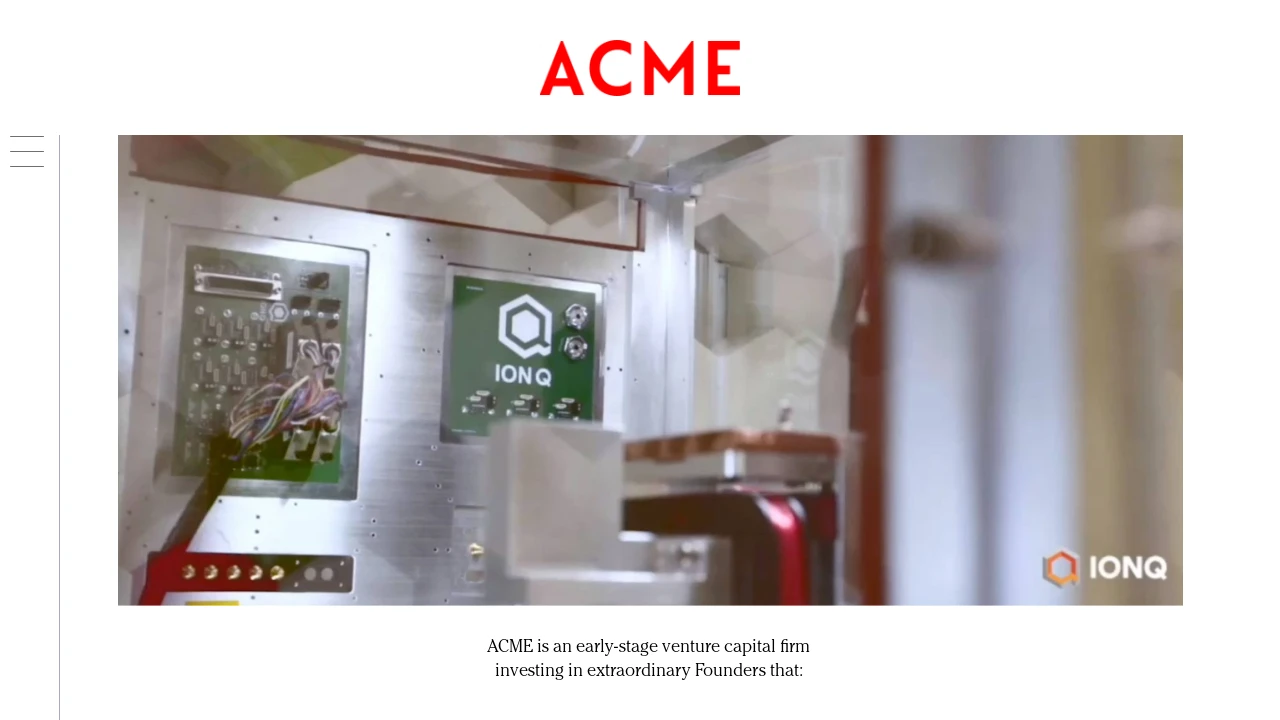 ACME
IONQ
IONQ
ACME is an early-stage venture capital firm
investing in extraordinary Founders that: